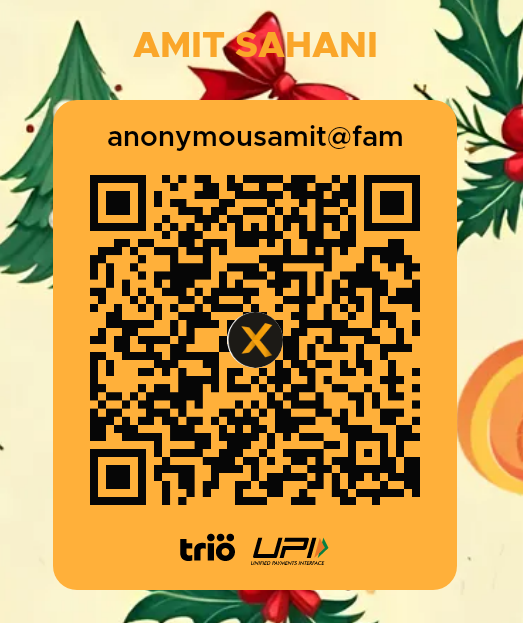 AMIT SAHANI
anonymousamit@fam
X
triö UPI
UNIFIED PAYMENTS INTERFACE